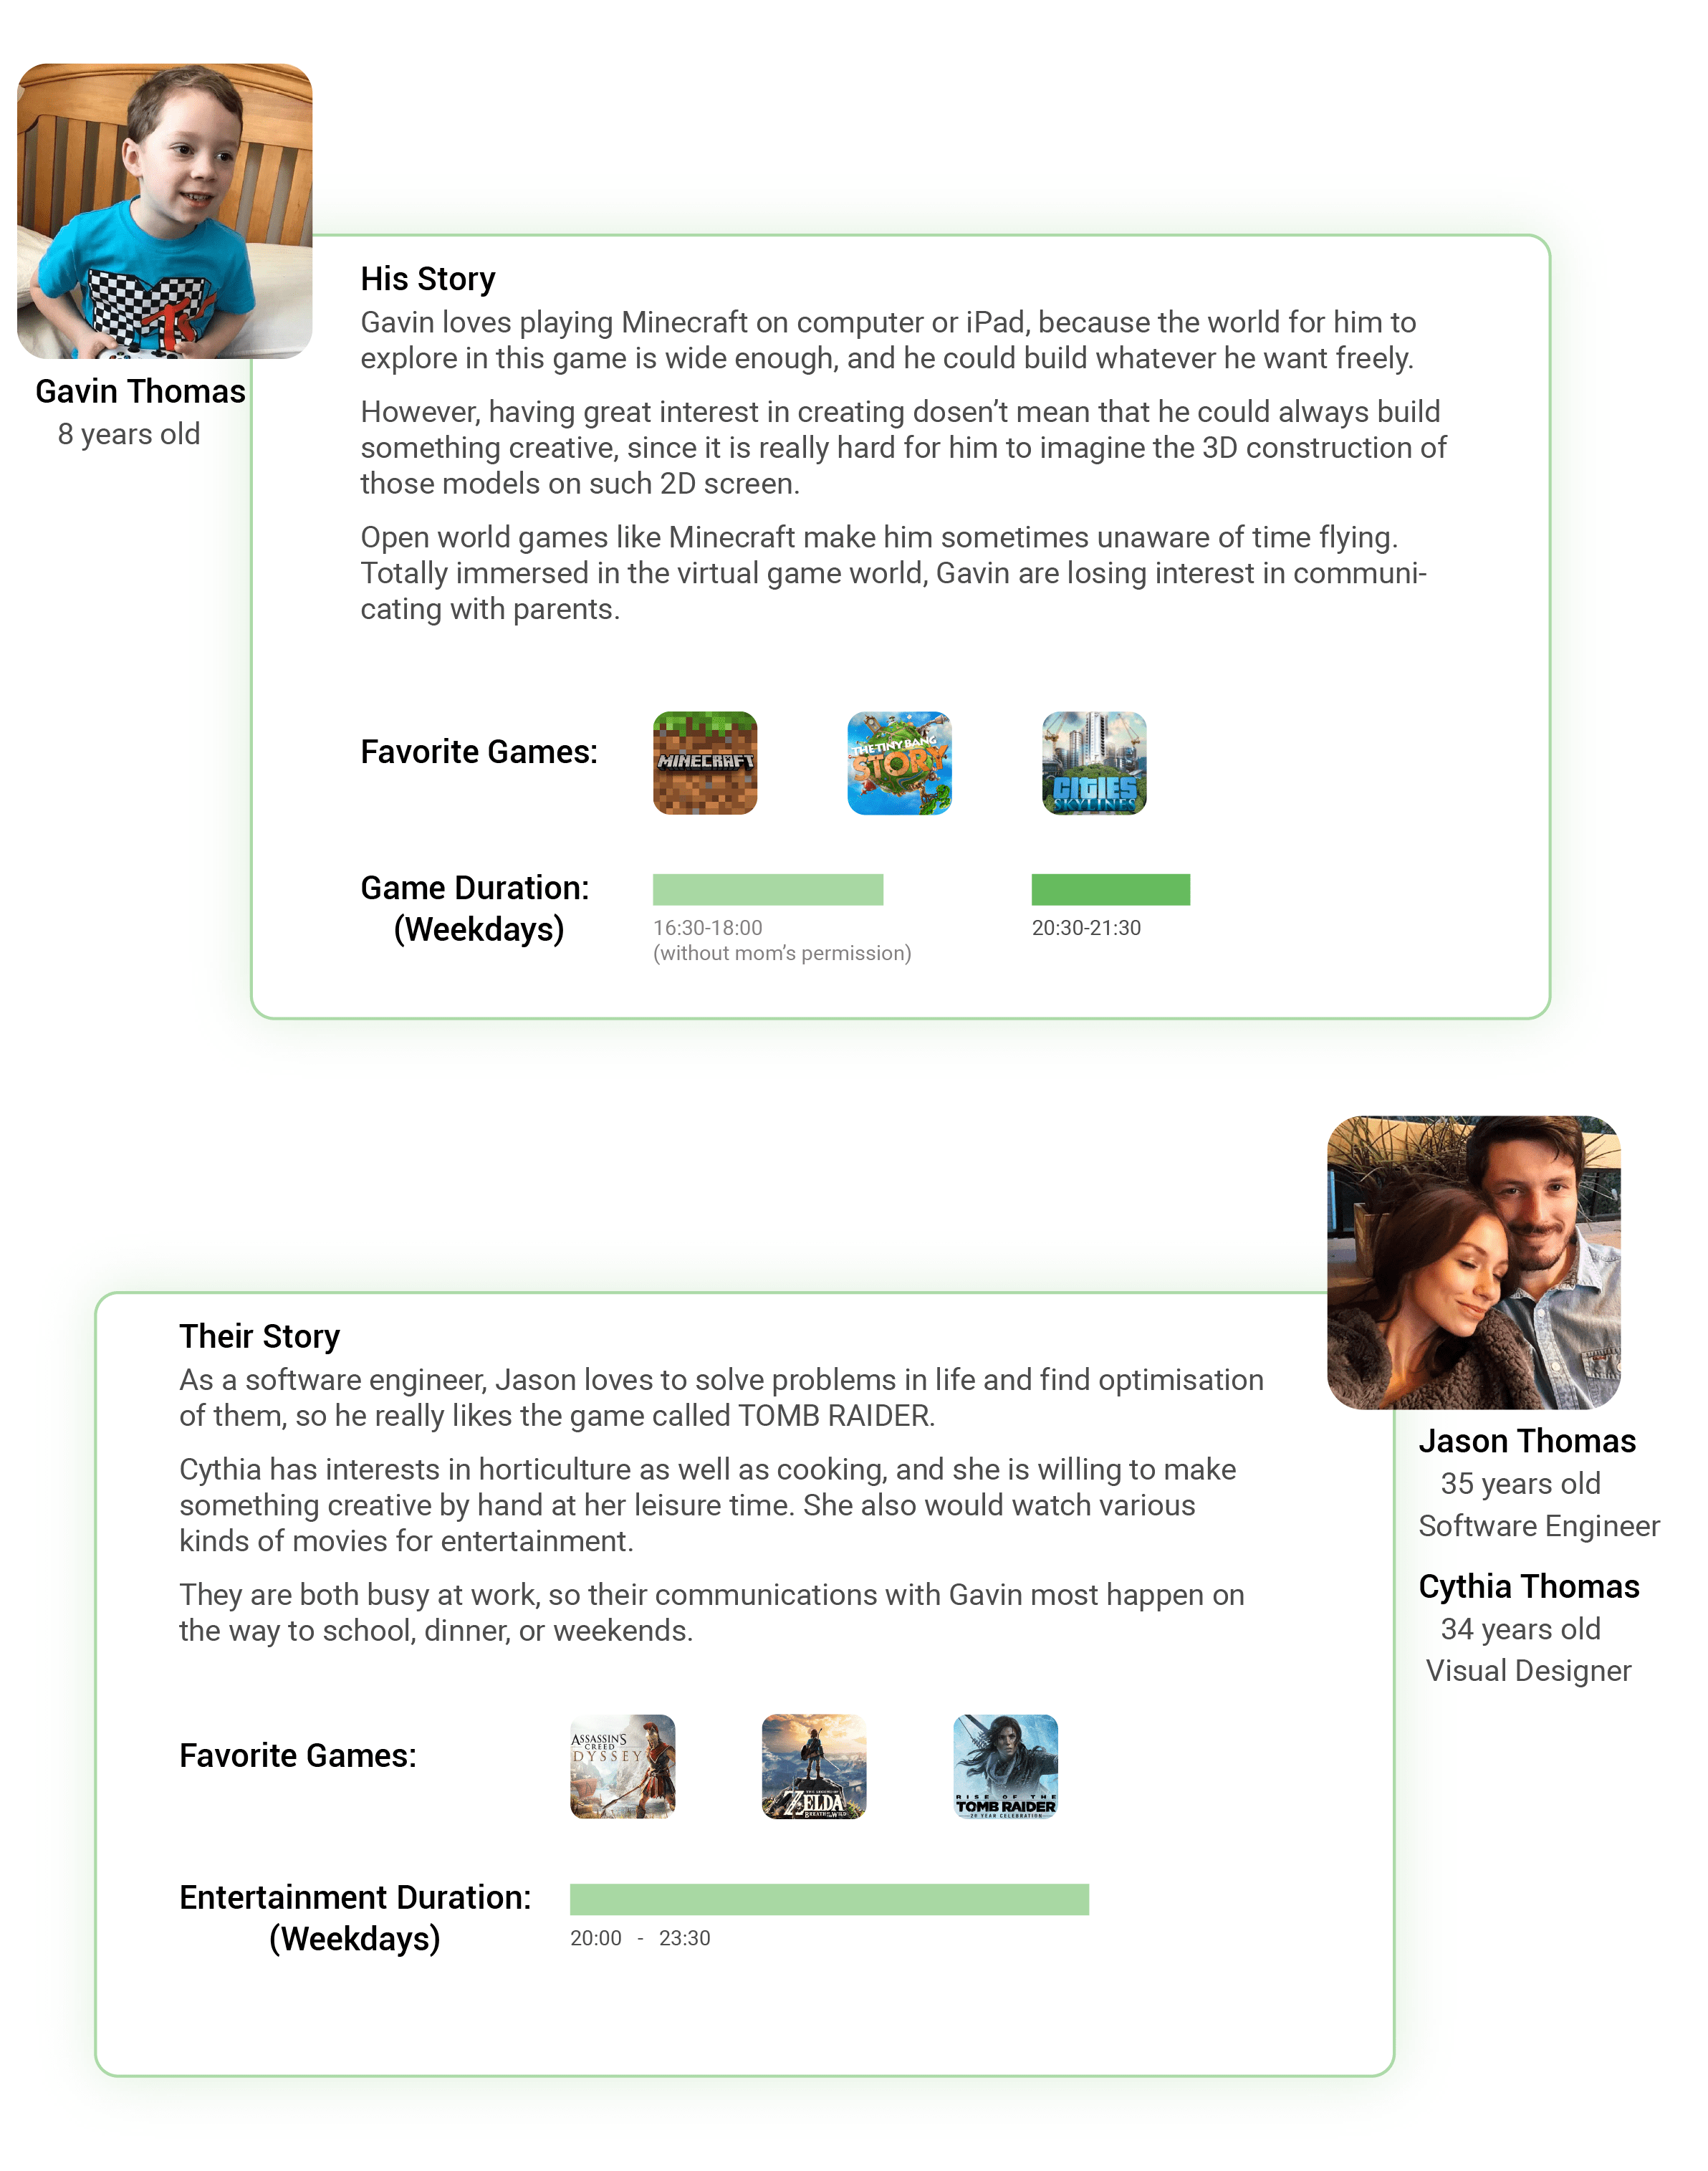 His Story
Gavin loves playing Minecraft on computer or iPad, because the world for him to
explore in this game is wide enough, and he could build whatever he want freely.
However, having great interest in creating dosen’t mean that he could always build
something creative, since it is really hard for him to imagine the 3D construction of
those models on such 2D screen.
Open world games like Minecraft make him sometimes unaware of time flying.
Totally immersed in the virtual game world, Gavin are losing interest in communi-
cating with parents.
Gavin Thomas
8 years old
Favorite Games:
MINECRAFT
THE TINY BANG
STORY
CITIES
SKYLINES
Game Duration:
(Weekdays)
16:30-18:00
(without mom’s permission)
20:30-21:30
Their Story
As a software engineer, Jason loves to solve problems in life and find optimisation
of them, so he really likes the game called TOMB RAIDER.
Cythia has interests in horticulture as well as cooking, and she is willing to make
something creative by hand at her leisure time. She also would watch various
kinds of movies for entertainment.
They are both busy at work, so their communications with Gavin most happen on
the way to school, dinner, or weekends.
Jason Thomas
35 years old
Software Engineer
Cythia Thomas
34 years old
Visual Designer
Favorite Games:
ASSASSIN'S
CREED
DYSSEY
THE LEGEND OF
ZELDA
BREATH OF THE WILD
RISE OF THE
TOMB RAIDER
20 YEAR CELEBRATION
Entertainment Duration:
(Weekdays)
20:00 - 23:30